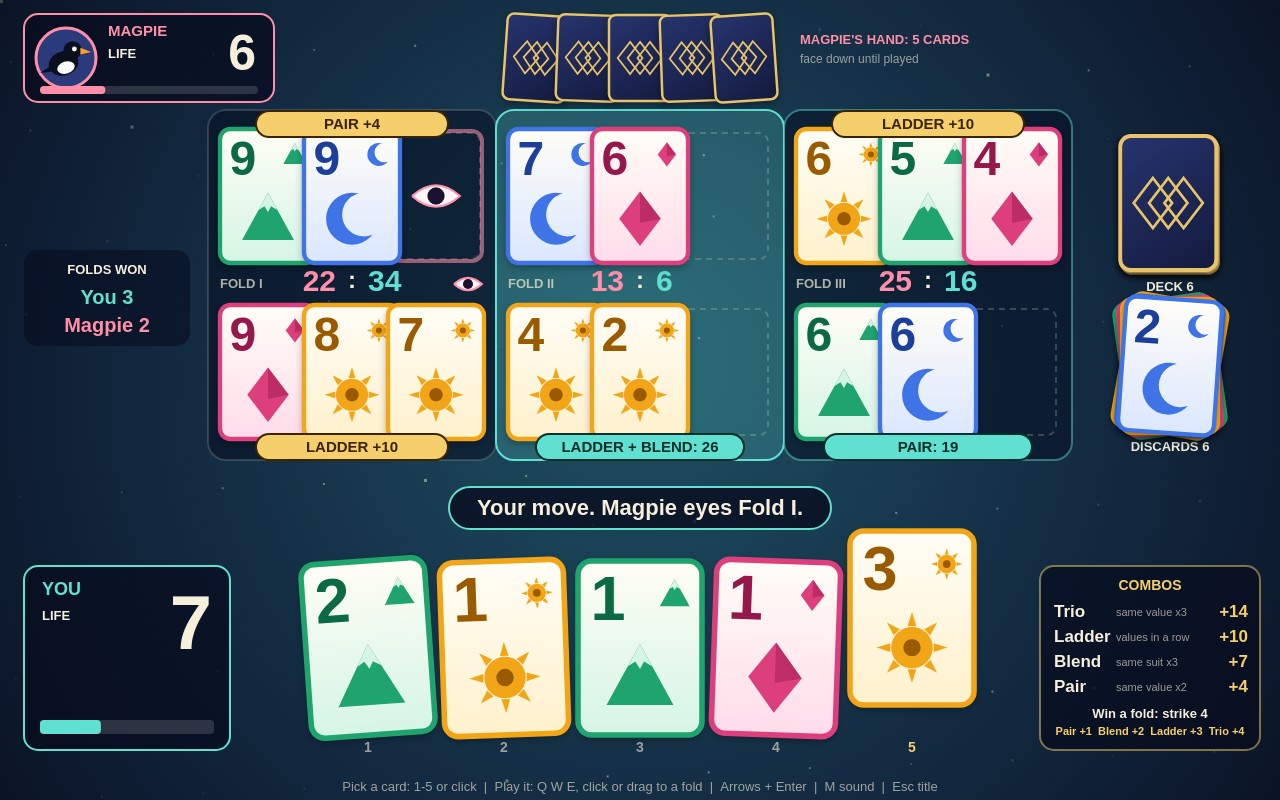 MAGPIE
LIFE
6
MAGPIE'S HAND: 5 CARDS
face down until played
PAIR +4
LADDER +10
9
9
7
6
6
5
4
FOLD I
22 : 34
FOLD II
13 : 6
FOLD III
25 : 16
DECK 6
FOLDS WON
You 3
Magpie 2
9
8
7
4
2
6
6
2
LADDER +10
LADDER + BLEND: 26
PAIR: 19
DISCARDS 6
Your move. Magpie eyes Fold I.
YOU
LIFE
7
2
1
1
1
3
1
2
3
4
5
COMBOS
Trio same value x3 +14
Ladder values in a row +10
Blend same suit x3 +7
Pair same value x2 +4
Win a fold: strike 4
Pair +1 Blend +2 Ladder +3 Trio +4
Pick a card: 1-5 or click | Play it: Q W E, click or drag to a fold | Arrows + Enter | M sound | Esc title